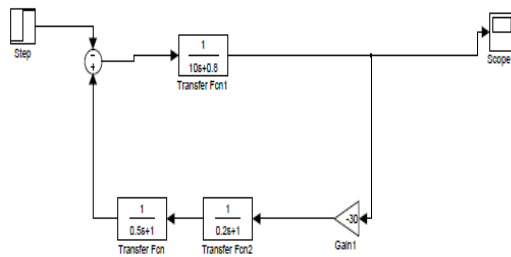 Step
−
+
1
10s+0.8
Transfer Fcn1
Scope
1
0.5s+1
Transfer Fcn
1
0.2s+1
Transfer Fcn2
-30
Gain1